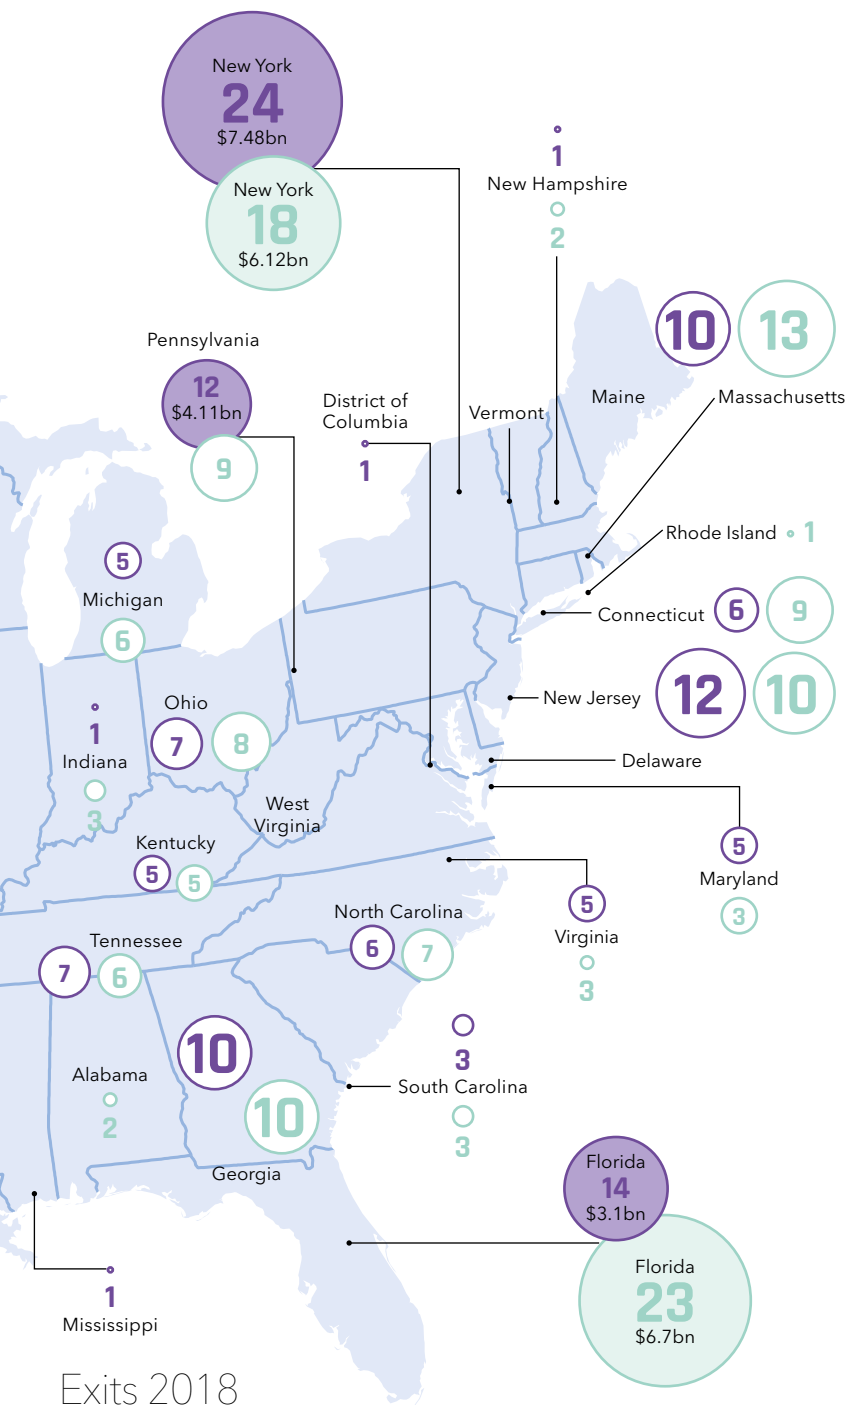 New York
24
$7.48bn
New York
18
$6.12bn
1
New Hampshire
2
10
13
Massachusetts
Maine
Pennsylvania
12
$4.11bn
9
District of
Columbia
1
Vermont
Rhode Island
1
5
Michigan
6
Connecticut
6
9
New Jersey
12
10
1
Indiana
3
Ohio
7
8
Delaware
West
Virginia
Kentucky
5
5
5
Maryland
3
5
Virginia
3
North Carolina
6
7
Tennessee
7
6
10
10
Georgia
3
South Carolina
3
Alabama
2
Florida
14
$3.1bn
Florida
23
$6.7bn
1
Mississippi
Exits 2018